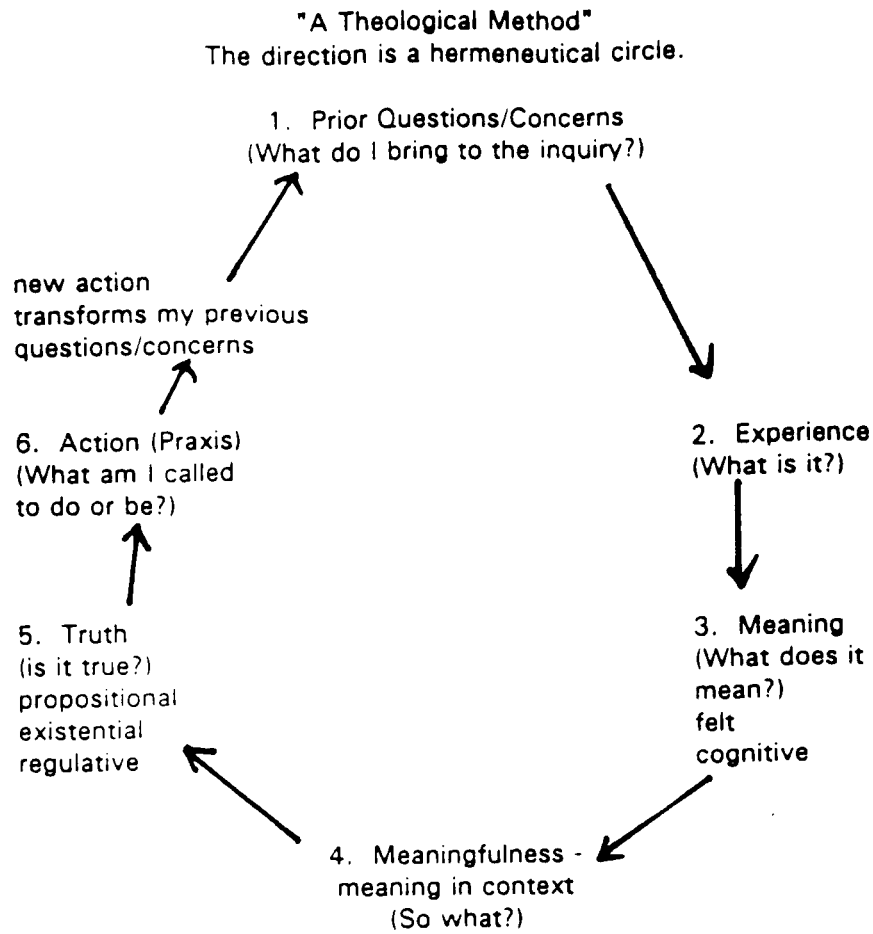 "A Theological Method"
The direction is a hermeneutical circle.
1. Prior Questions/Concerns
(What do I bring to the inquiry?)
2. Experience
(What is it?)
3. Meaning
(What does it
mean?)
felt
cognitive
4. Meaningfulness -
meaning in context
(So what?)
5. Truth
(is it true?)
propositional
existential
regulative
6. Action (Praxis)
(What am I called
to do or be?)
new action
transforms my previous
questions/concerns